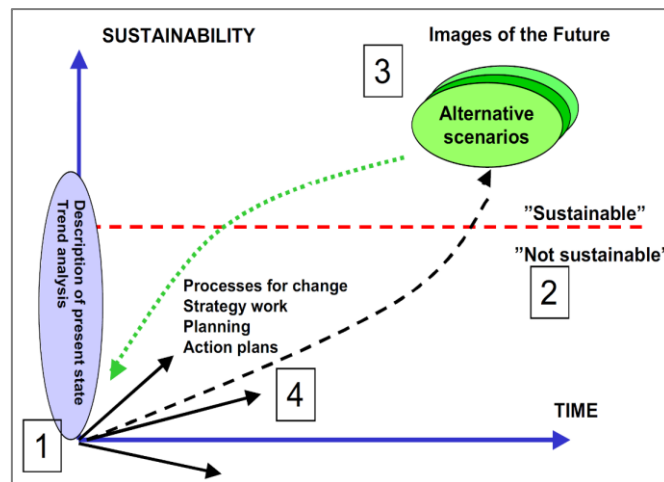 SUSTAINABILITY
Images of the Future
3
Alternative
scenarios
Description of present state
Trend analysis
"Sustainable"
"Not sustainable"
2
Processes for change
Strategy work
Planning
Action plans
4
TIME
1